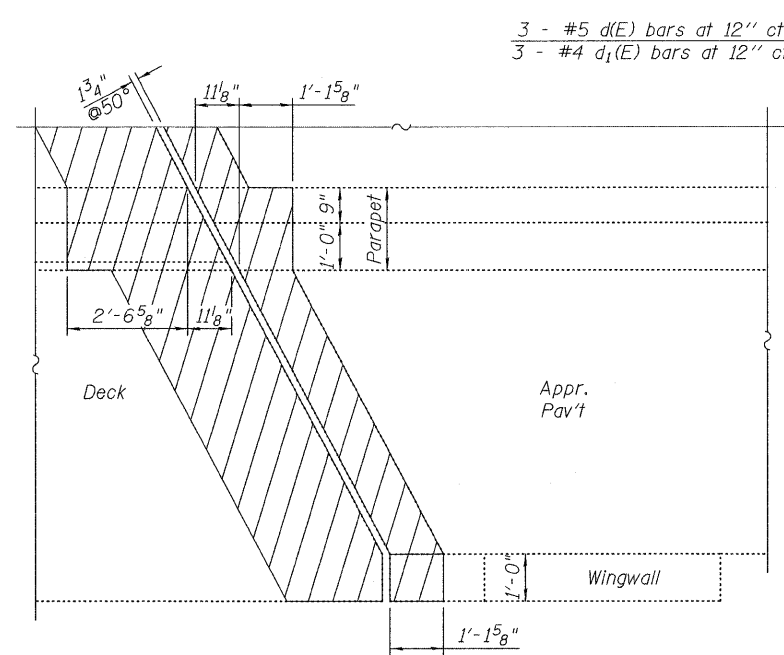 3 - #5 d(E) bars at 12" ct
3 - #4 d₁(E) bars at 12" c
1 3/4"
@50°
11 1/8"
1'-1 5/8"
9"
1'-0"
Parapet
2'-6 5/8"
11 1/8"
Deck
Appr.
Pav't
1'-0"
Wingwall
1'-1 5/8"